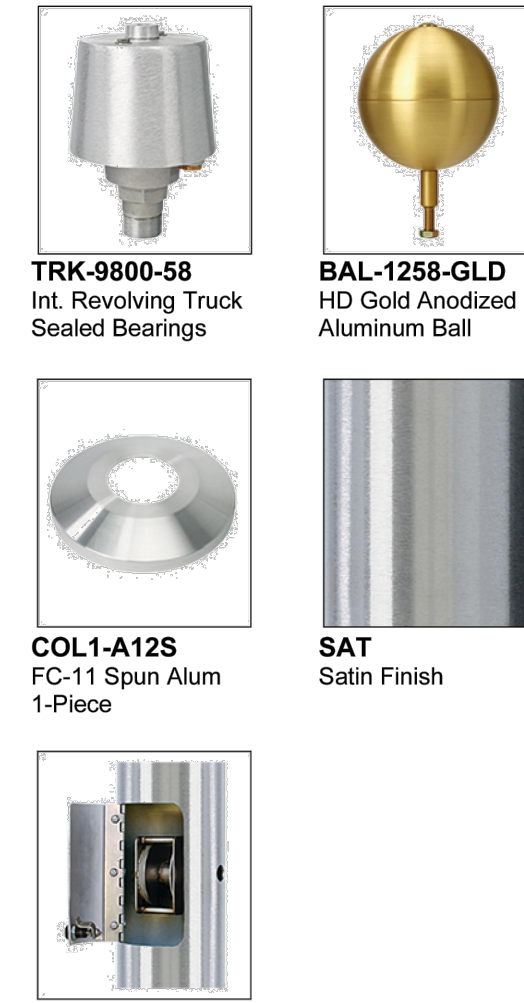 TRK-9800-58
Int. Revolving Truck
Sealed Bearings
BAL-1258-GLD
HD Gold Anodized
Aluminum Ball
COL1-A12S
FC-11 Spun Alum
1-Piece
SAT
Satin Finish